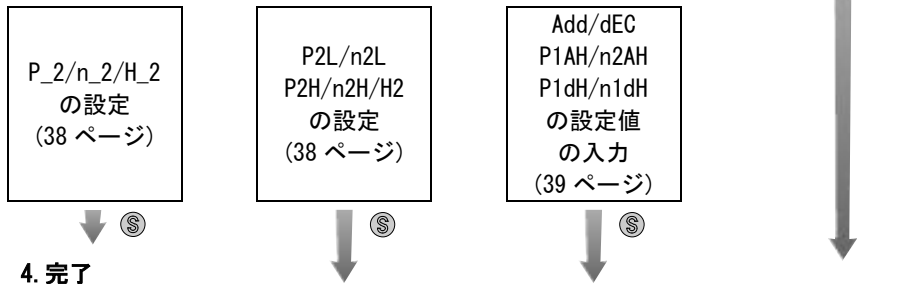 P_2/n_2/H_2
の設定
(38 ページ)
P2L/n2L
P2H/n2H/H2
の設定
(38 ページ)
Add/dEC
P1AH/n2AH
P1dH/n1dH
の設定値
の入力
(39 ページ)
S
S
S
4. 完了